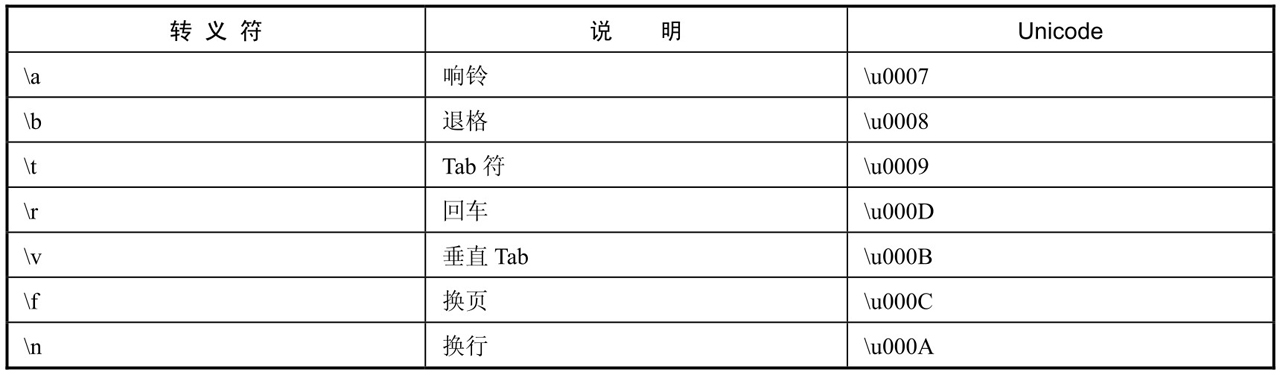 转义符 说明 Unicode
\a 响铃 \u0007
\b 退格 \u0008
\t Tab 符 \u0009
\r 回车 \u000D
\v 垂直 Tab \u000B
\f 换页 \u000C
\n 换行 \u000A